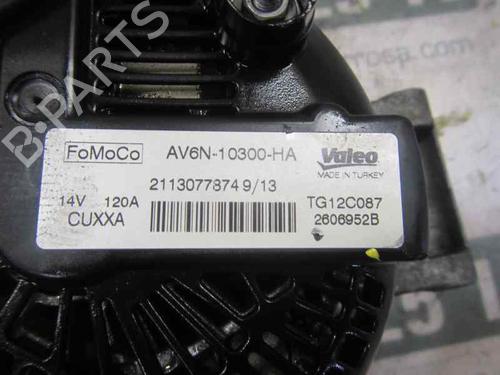 B-PARTS
FoMoCo AV6N-10300-HA Valeo
MADE IN TURKEY
2113077874 9/13
14V 120A TG12C087
CUXXA 2606952B